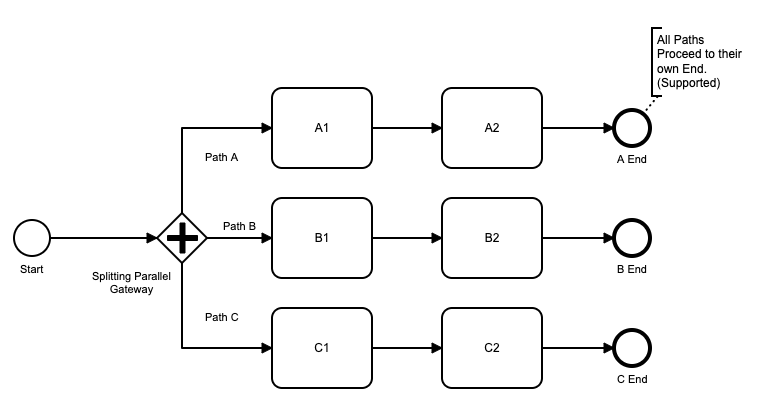 All Paths
Proceed to their
own End.
(Supported)
A1
A2
A End
Path A
Start
Splitting Parallel
Gateway
Path B
B1
B2
B End
Path C
C1
C2
C End